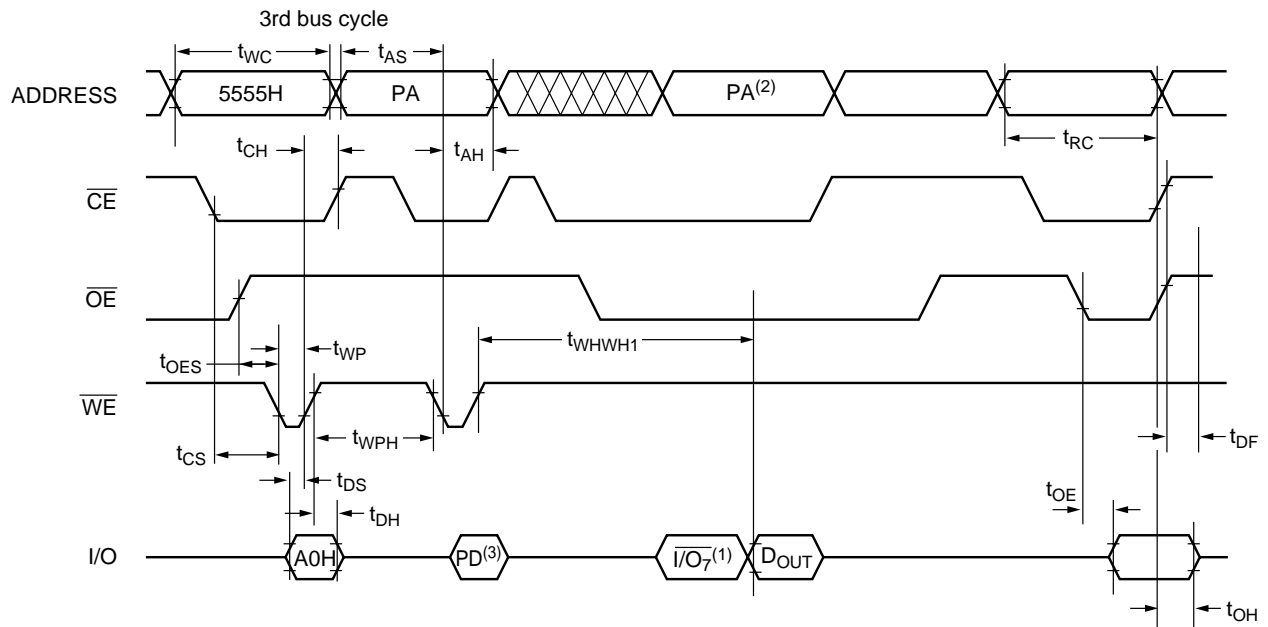 3rd bus cycle
tWC tAS
ADDRESS 5555H PA PA(2)
tCH tAH tRC
CE
OE
tOES tWP tWHWH1
WE
tCS tWPH tDF
tDS tOE
tDH
I/O A0H PD(3) I/O7(1) DOUT
tOH